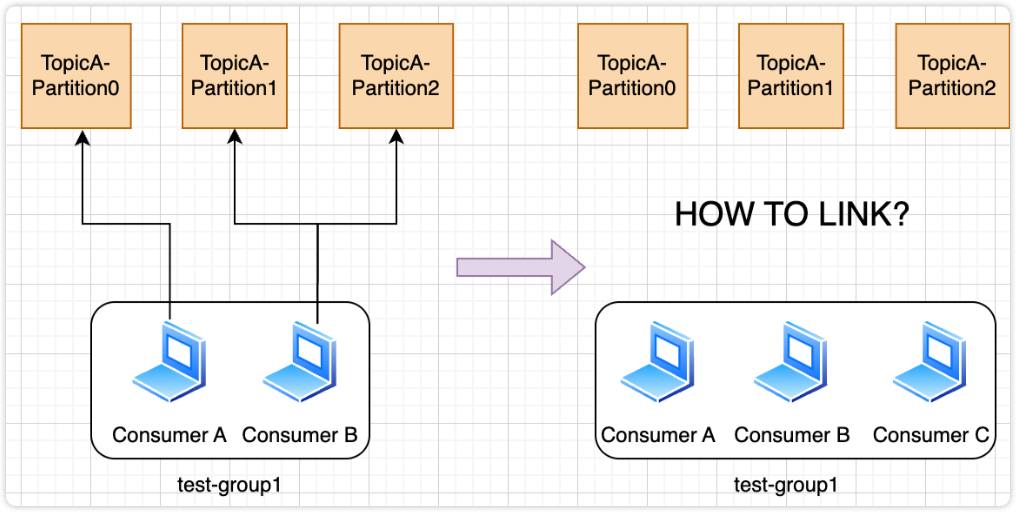 TopicA-
Partition0
TopicA-
Partition1
TopicA-
Partition2
TopicA-
Partition0
TopicA-
Partition1
TopicA-
Partition2
HOW TO LINK?
Consumer A
Consumer B
Consumer A
Consumer B
Consumer C
test-group1
test-group1